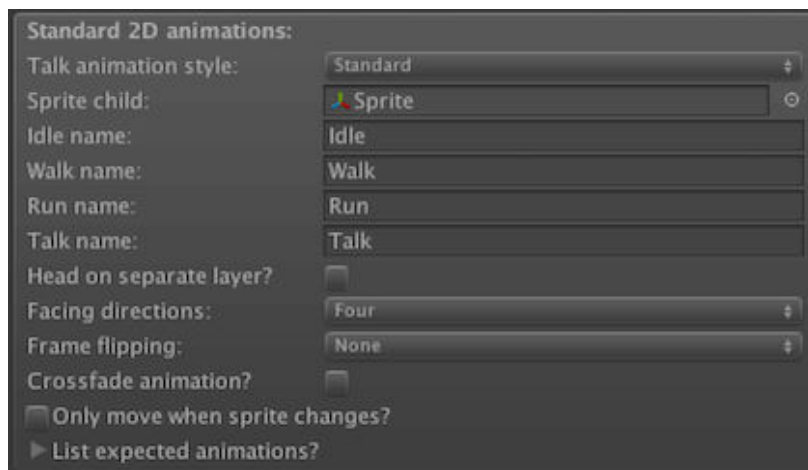 Standard 2D animations:
Talk animation style: Standard
Sprite child: Sprite
Idle name: Idle
Walk name: Walk
Run name: Run
Talk name: Talk
Head on separate layer?
Facing directions: Four
Frame flipping: None
Crossfade animation?
Only move when sprite changes?
List expected animations?